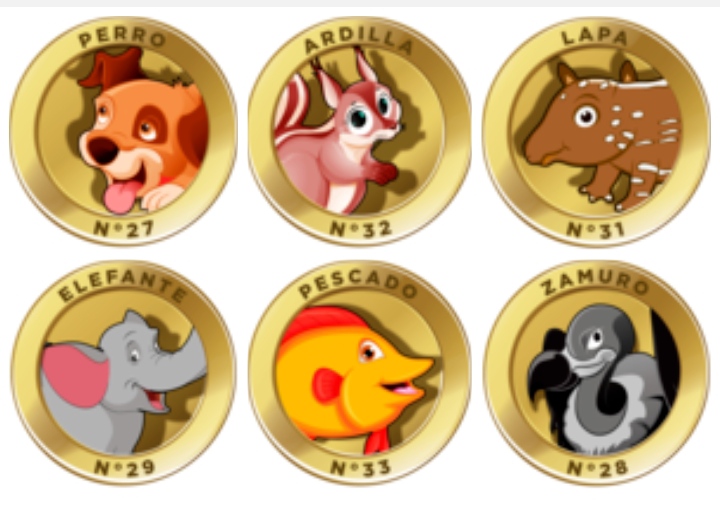 PERRO
N°27
ARDILLA
N°32
LAPA
N°31
ELEFANTE
N°29
PESCADO
N°33
ZAMURO
N°28